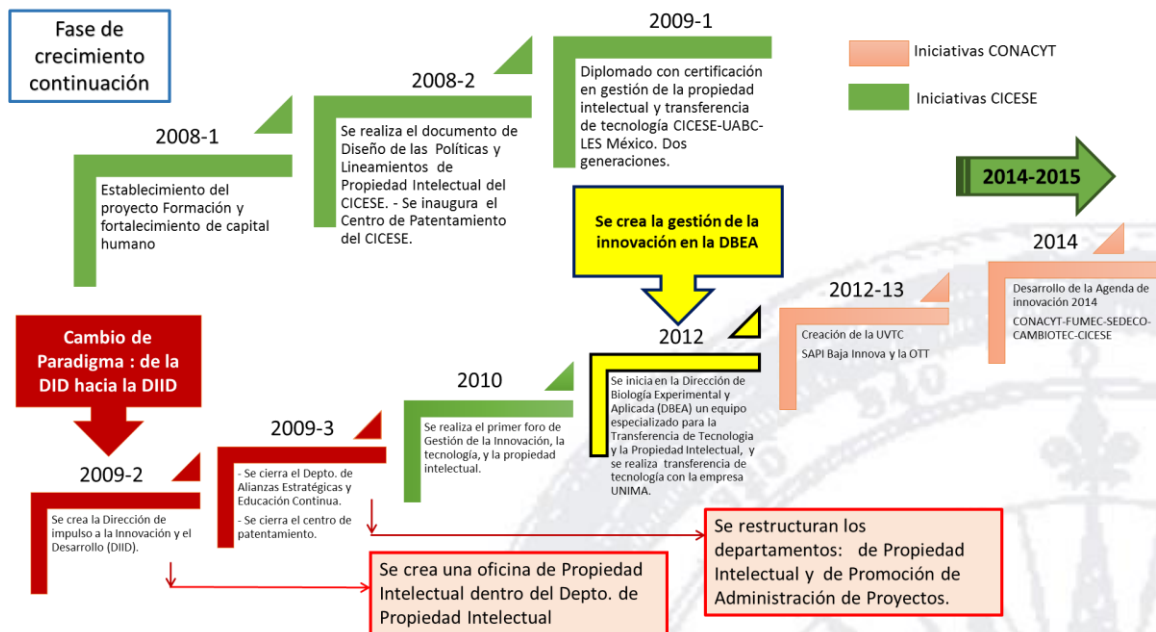 Fase de
crecimiento
continuación
2008-1
Establecimiento del
proyecto Formación y
fortalecimiento de capital
humano
2008-2
Se realiza el documento de
Diseño de las Políticas y
Lineamientos de
Propiedad Intelectual del
CICESE. - Se inaugura el
Centro de Patentamiento
del CICESE.
2009-1
Diplomado con certificación
en gestión de la propiedad
intelectual y transferencia
de tecnología CICESE-UABC-
LES México. Dos
generaciones.
Iniciativas CONACYT
Iniciativas CICESE
2014-2015
Cambio de
Paradigma : de la
DID hacia la DIID
2009-2
Se crea la Dirección de
impulso a la Innovación y el
Desarrollo (DIID).
2009-3
- Se cierra el Depto. de
Alianzas Estratégicas y
Educación Continua.
- Se cierra el centro de
patentamiento.
2010
Se realiza el primer foro de
Gestión de la Innovación, la
tecnología, y la propiedad
intelectual.
Se crea la gestión de la
innovación en la DBEA
2012
Se inicia en la Dirección de
Biología Experimental y
Aplicada (DBEA) un equipo
especializado para la
Transferencia de Tecnología
y la Propiedad Intelectual, y
se realiza transferencia de
tecnología con la empresa
UNIMA.
2012-13
Creación de la UVTC
SAPI Baja Innova y la OTT
2014
Desarrollo de la Agenda de
innovación 2014
CONACYT-FUMEC-SEDECO-
CAMBIOTEC-CICESE
Se crea una oficina de Propiedad
Intelectual dentro del Depto. de
Propiedad Intelectual
Se restructuran los
departamentos: de Propiedad
Intelectual y de Promoción de
Administración de Proyectos.